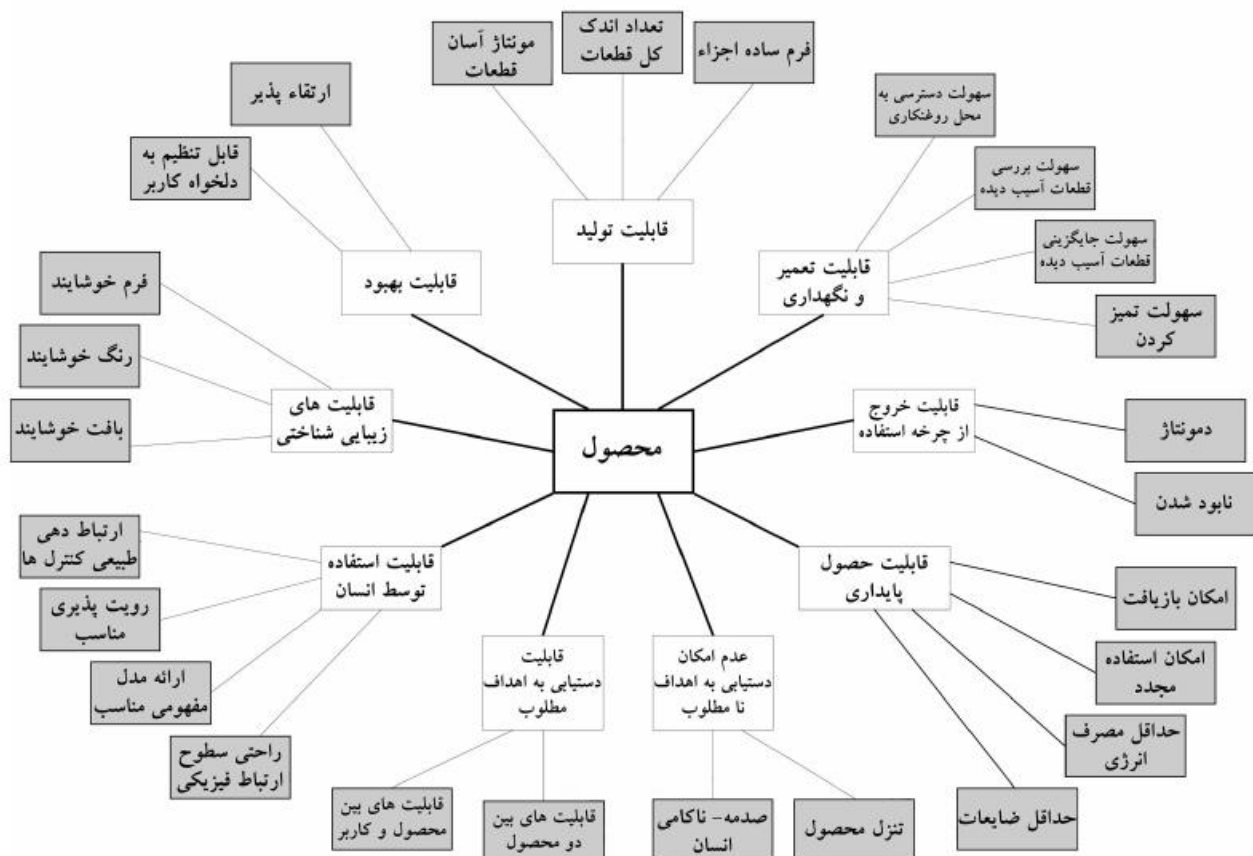 تعداد اندک
کل قطعات
مونتاژ آسان
قطعات
فرم ساده اجزاء
ارتقاء پذیر
سهولت دسترسی به
محل روغنکاری
قابل تنظیم به
دلخواه کاربر
سهولت بررسی
قطعات آسیب دیده
قابلیت تولید
سهولت جایگزینی
قطعات آسیب دیده
قابلیت تعمیر
و نگهداری
قابلیت بهبود
فرم خوشایند
سهولت تمیز
کردن
رنگ خوشایند
قابلیت های
زیبایی شناختی
قابلیت خروج
از چرخه استفاده
دمونتاژ
بافت خوشایند
محصول
نابود شدن
ارتباط دهی
طبیعی کنترل ها
قابلیت استفاده
توسط انسان
قابلیت حصول
پایداری
امکان بازیافت
رویت پذیری
مناسب
امکان استفاده
مجدد
قابلیت
دستیابی به اهداف
مطلوب
عدم امکان
دستیابی به اهداف
نا مطلوب
ارائه مدل
مفهومی مناسب
حداقل مصرف
انرژی
راحتی سطوح
ارتباط فیزیکی
قابلیت های بین
محصول و کاربر
قابلیت های بین
دو محصول
صدمه- ناکامی
انسان
تنزل محصول
حداقل ضایعات